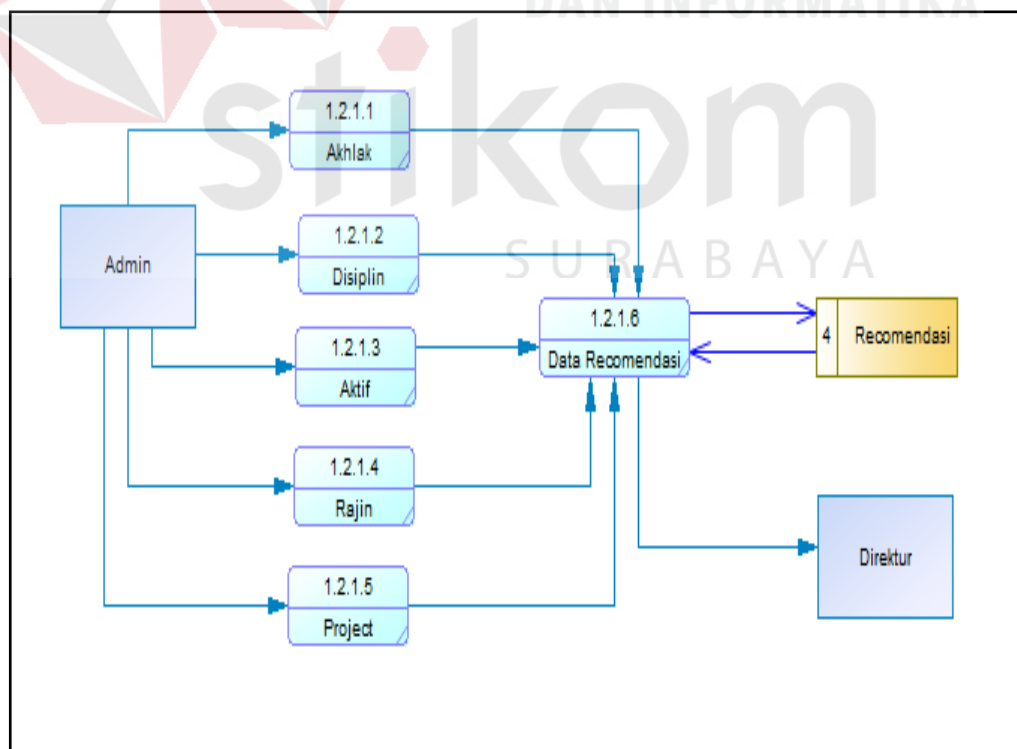 DAN INFORMATIKA
stikom
SURABAYA
1.2.1.1
Akhlak
Admin
1.2.1.2
Disiplin
1.2.1.3
Aktif
1.2.1.4
Rajin
1.2.1.5
Project
1.2.1.6
Data Recomendasi
4 Recomendasi
Direktur